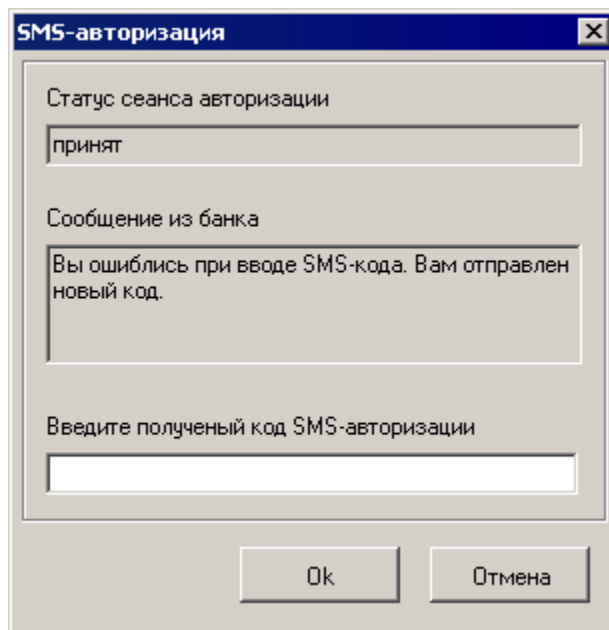 SMS-авторизация
Статус сеанса авторизации
принят
Сообщение из банка
Вы ошиблись при вводе SMS-кода. Вам отправлен
новый код.
Введите полученый код SMS-авторизации
Ok
Отмена